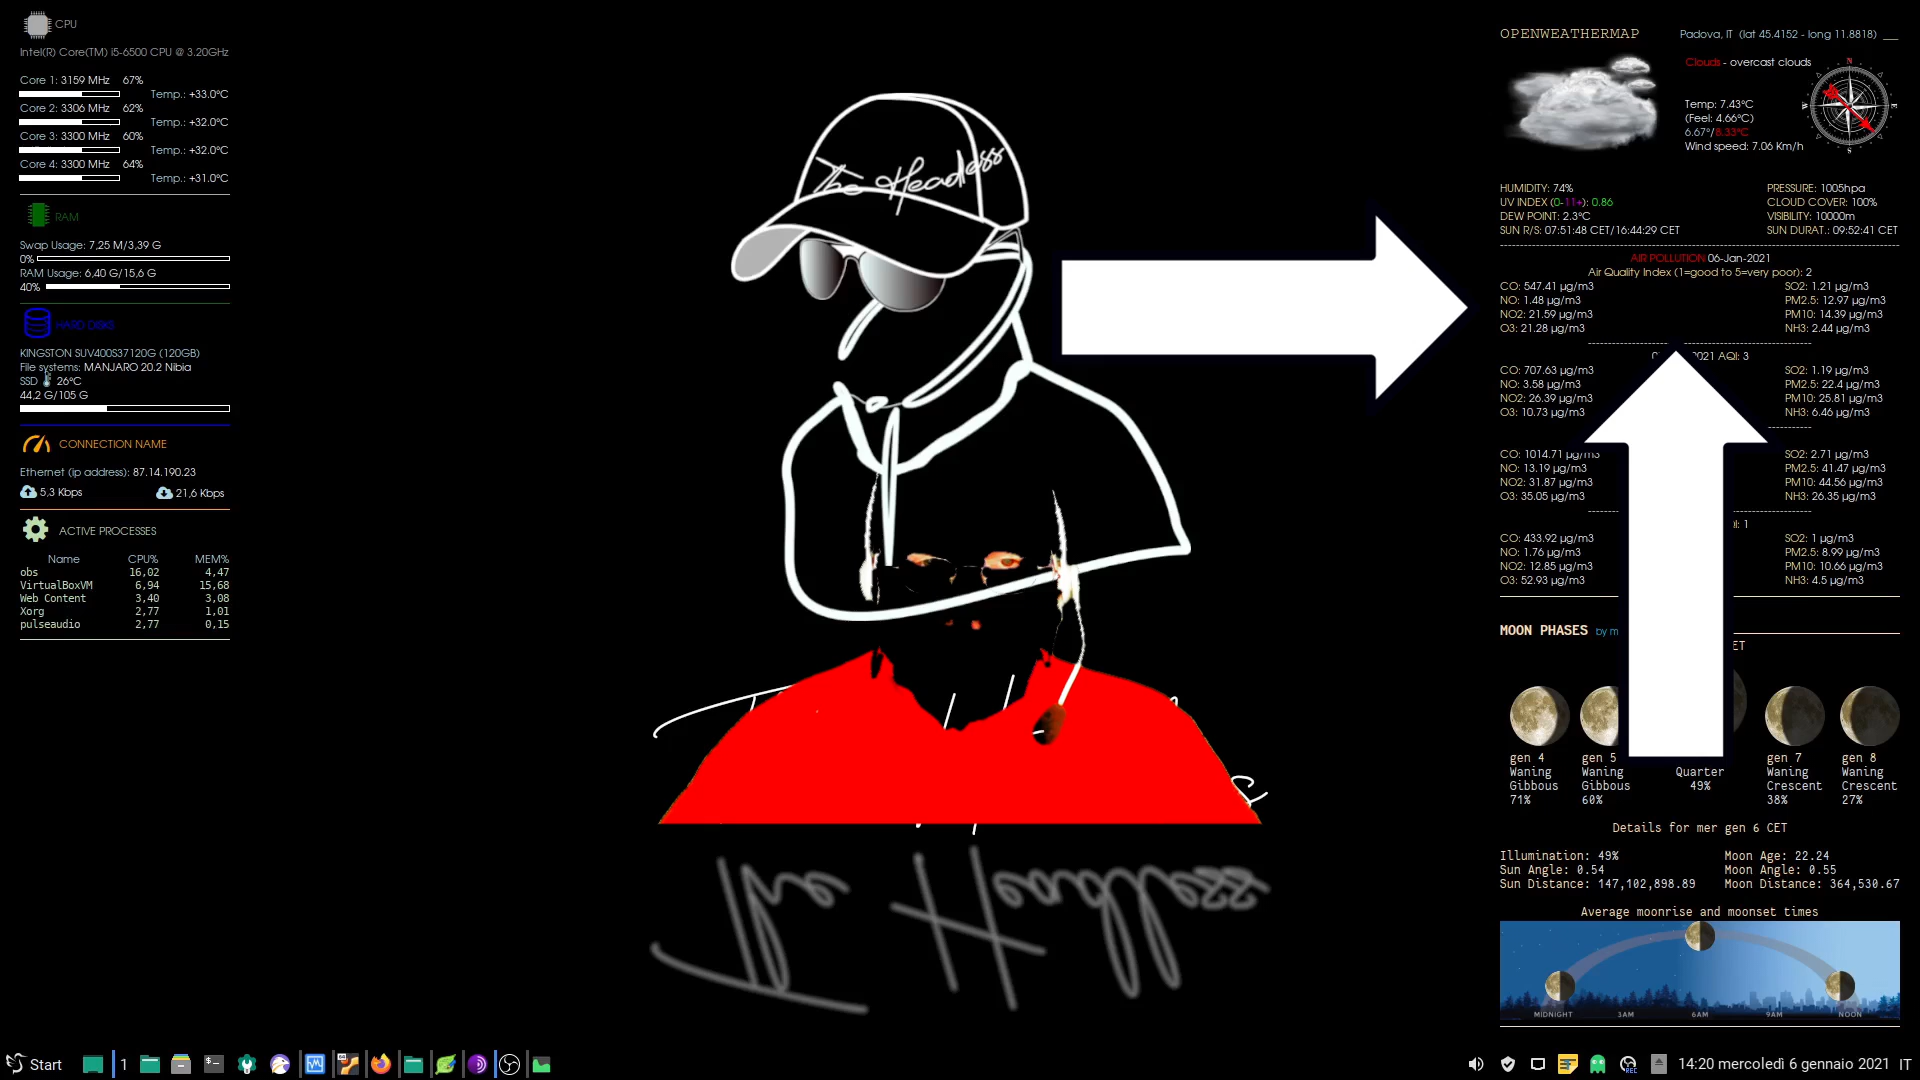 CPU
Intel(R) Core(TM) i5-6500 CPU @ 3.20GHz
Core 1: 3159 MHz 67%
Temp.: +33.0°C
Core 2: 3306 MHz 62%
Temp.: +32.0°C
Core 3: 3300 MHz 60%
Temp.: +32.0°C
Core 4: 3300 MHz 64%
Temp.: +31.0°C
RAM
Swap Usage: 7,25 M/3,39 G
0%
RAM Usage: 6,40 G/15,6 G
40%
HARD DISKS
KINGSTON SUV400S37120G (120GB)
File systems: MANJARO 20.2 Nibia
SSD 26°C
44,2 G/105 G
CONNECTION NAME
Ethernet (ip address): 87.14.190.23
5,3 Kbps 21,6 Kbps
ACTIVE PROCESSES
Name CPU% MEM%
obs 16,02 4,47
VirtualBoxVM 6,94 15,68
Web Content 3,40 3,08
Xorg 2,77 1,01
pulseaudio 2,77 0,15
The Headless
The Headless
OPENWEATHERMAP Padova, IT (lat 45.4152 - long 11.8818)
Clouds - overcast clouds
N
W E
S
Temp: 7.43°C
(Feel: 4.66°C)
6.67°/8.33°C
Wind speed: 7.06 Km/h
HUMIDITY: 74% PRESSURE: 1005hpa
UV INDEX (0-11+): 0.86 CLOUD COVER: 100%
DEW POINT: 2.3°C VISIBILITY: 10000m
SUN R/S: 07:51:48 CET/16:44:29 CET SUN DURAT.: 09:52:41 CET
AIR POLLUTION 06-Jan-2021
Air Quality Index (1=good to 5=very poor): 2
CO: 547.41 µg/m3 SO2: 1.21 µg/m3
NO: 1.48 µg/m3 PM2.5: 12.97 µg/m3
NO2: 21.59 µg/m3 PM10: 14.39 µg/m3
O3: 21.28 µg/m3 NH3: 2.44 µg/m3
2021 AQI: 3
CO: 707.63 µg/m3 SO2: 1.19 µg/m3
NO: 3.58 µg/m3 PM2.5: 22.4 µg/m3
NO2: 26.39 µg/m3 PM10: 25.81 µg/m3
O3: 10.73 µg/m3 NH3: 6.46 µg/m3
CO: 1014.71 µg/m3 SO2: 2.71 µg/m3
NO: 13.19 µg/m3 PM2.5: 41.47 µg/m3
NO2: 31.87 µg/m3 PM10: 44.56 µg/m3
O3: 35.05 µg/m3 NH3: 26.35 µg/m3
: 1
CO: 433.92 µg/m3 SO2: 1 µg/m3
NO: 1.76 µg/m3 PM2.5: 8.99 µg/m3
NO2: 12.85 µg/m3 PM10: 10.66 µg/m3
O3: 52.93 µg/m3 NH3: 4.5 µg/m3
MOON PHASES by m
ET
gen 4 gen 5 gen 7 gen 8
Waning Waning Quarter Waning Waning
Gibbous Gibbous 49% Crescent Crescent
71% 60% 38% 27%
Details for mer gen 6 CET
Illumination: 49% Moon Age: 22.24
Sun Angle: 0.54 Moon Angle: 0.55
Sun Distance: 147,102,898.89 Moon Distance: 364,530.67
Average moonrise and moonset times
MIDNIGHT 3AM 6AM 9AM NOON
Start 1 14:20 mercoledì 6 gennaio 2021 IT